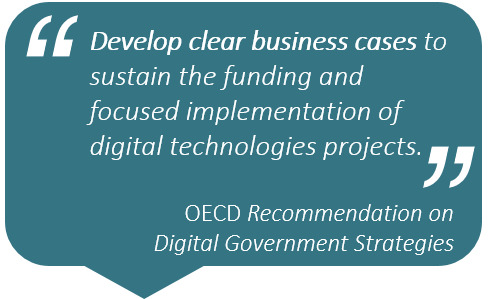 “ Develop clear business cases to
sustain the funding and
focused implementation of
digital technologies projects. ”
OECD Recommendation on
Digital Government Strategies